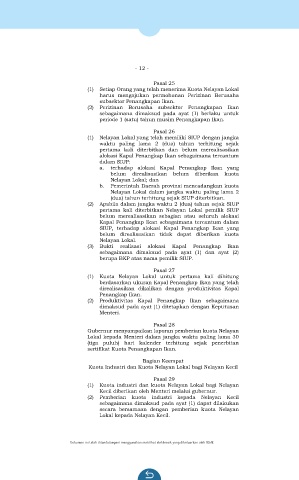 - 12 -
Pasal 25
(1) Setiap Orang yang telah menerima Kuota Nelayan Lokal
harus mengajukan permohonan Perizinan Berusaha
subsektor Penangkapan Ikan.
(2) Perizinan Berusaha subsektor Penangkapan Ikan
sebagaimana dimaksud pada ayat (1) berlaku untuk
periode 1 (satu) tahun musim Penangkapan Ikan.
Pasal 26
(1) Nelayan Lokal yang telah memiliki SIUP dengan jangka
waktu paling lama 2 (dua) tahun terhitung sejak
pertama kali diterbitkan dan belum merealisasikan
alokasi Kapal Penangkap Ikan sebagaimana tercantum
dalam SIUP:
a. terhadap alokasi Kapal Penangkap Ikan yang
belum direalisasikan belum diberikan kuota
Nelayan Lokal; dan
b. Pemerintah Daerah provinsi mencadangkan kuota
Nelayan Lokal dalam jangka waktu paling lama 2
(dua) tahun terhitung sejak SIUP diterbitkan.
(2) Apabila dalam jangka waktu 2 (dua) tahun sejak SIUP
pertama kali diterbitkan Nelayan Lokal pemilik SIUP
belum merealisasikan sebagian atau seluruh alokasi
Kapal Penangkap Ikan sebagaimana tercantum dalam
SIUP, terhadap alokasi Kapal Penangkap Ikan yang
belum direalisasikan tidak dapat diberikan kuota
Nelayan Lokal.
(3) Bukti realisasi alokasi Kapal Penangkap Ikan
sebagaimana dimaksud pada ayat (1) dan ayat (2)
berupa BKP atas nama pemilik SIUP.
Pasal 27
(1) Kuota Nelayan Lokal untuk pertama kali dihitung
berdasarkan ukuran Kapal Penangkap Ikan yang telah
direalisasikan dikalikan dengan produktivitas Kapal
Penangkap Ikan.
(2) Produktivitas Kapal Penangkap Ikan sebagaimana
dimaksud pada ayat (1) ditetapkan dengan Keputusan
Menteri.
Pasal 28
Gubernur menyampaikan laporan pemberian kuota Nelayan
Lokal kepada Menteri dalam jangka waktu paling lama 30
(tiga puluh) hari kalender terhitung sejak penerbitan
sertifikat Kuota Penangkapan Ikan.
Bagian Keempat
Kuota Industri dan Kuota Nelayan Lokal bagi Nelayan Kecil
Pasal 29
(1) Kuota industri dan kuota Nelayan Lokal bagi Nelayan
Kecil diberikan oleh Menteri melalui gubernur.
(2) Pemberian kuota industri kepada Nelayan Kecil
sebagaimana dimaksud pada ayat (1) dapat dilakukan
secara bersamaan dengan pemberian kuota Nelayan
Lokal kepada Nelayan Kecil.
Dokumen ini telah ditandatangani menggunakan sertifikat elektronik yang diterbitkan oleh BSrE